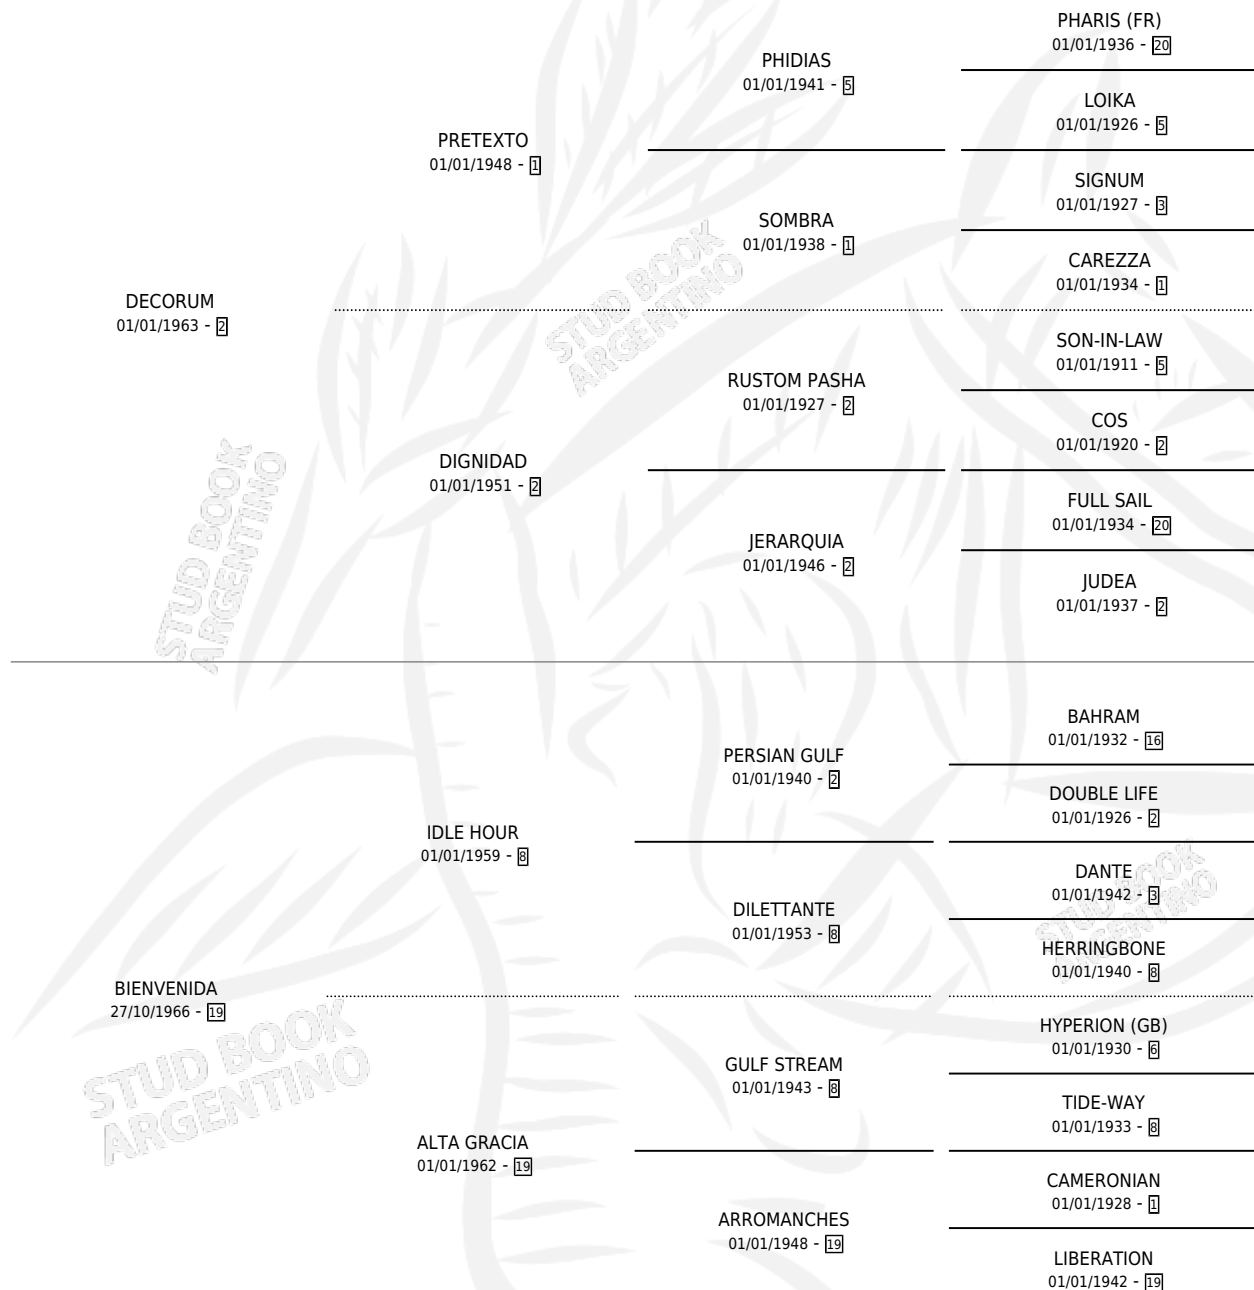 PHARIS (FR)
01/01/1936 - 20
PHIDIAS
01/01/1941 - 5
LOIKA
01/01/1926 - 5
PRETEXTO
01/01/1948 - 1
SIGNUM
01/01/1927 - 3
SOMBRA
01/01/1938 - 1
CAREZZA
01/01/1934 - 1
DECORUM
01/01/1963 - 2
STUD BOOK
ARGENTINO
SON-IN-LAW
01/01/1911 - 5
RUSTOM PASHA
01/01/1927 - 2
COS
01/01/1920 - 2
DIGNIDAD
01/01/1951 - 2
FULL SAIL
01/01/1934 - 20
JERARQUIA
01/01/1946 - 2
JUDEA
01/01/1937 - 2
STUD BOOK
ARGENTINO
BAHRAM
01/01/1932 - 16
PERSIAN GULF
01/01/1940 - 2
DOUBLE LIFE
01/01/1926 - 2
IDLE HOUR
01/01/1959 - 8
DANTE
01/01/1942 - 3
DILETTANTE
01/01/1953 - 8
HERRINGBONE
01/01/1940 - 8
STUD BOOK
ARGENTINO
BIENVENIDA
27/10/1966 - 19
HYPERION (GB)
01/01/1930 - 6
GULF STREAM
01/01/1943 - 8
TIDE-WAY
01/01/1933 - 8
STUD BOOK
ARGENTINO
ALTA GRACIA
01/01/1962 - 19
CAMERONIAN
01/01/1928 - 1
ARROMANCHES
01/01/1948 - 19
LIBERATION
01/01/1942 - 19